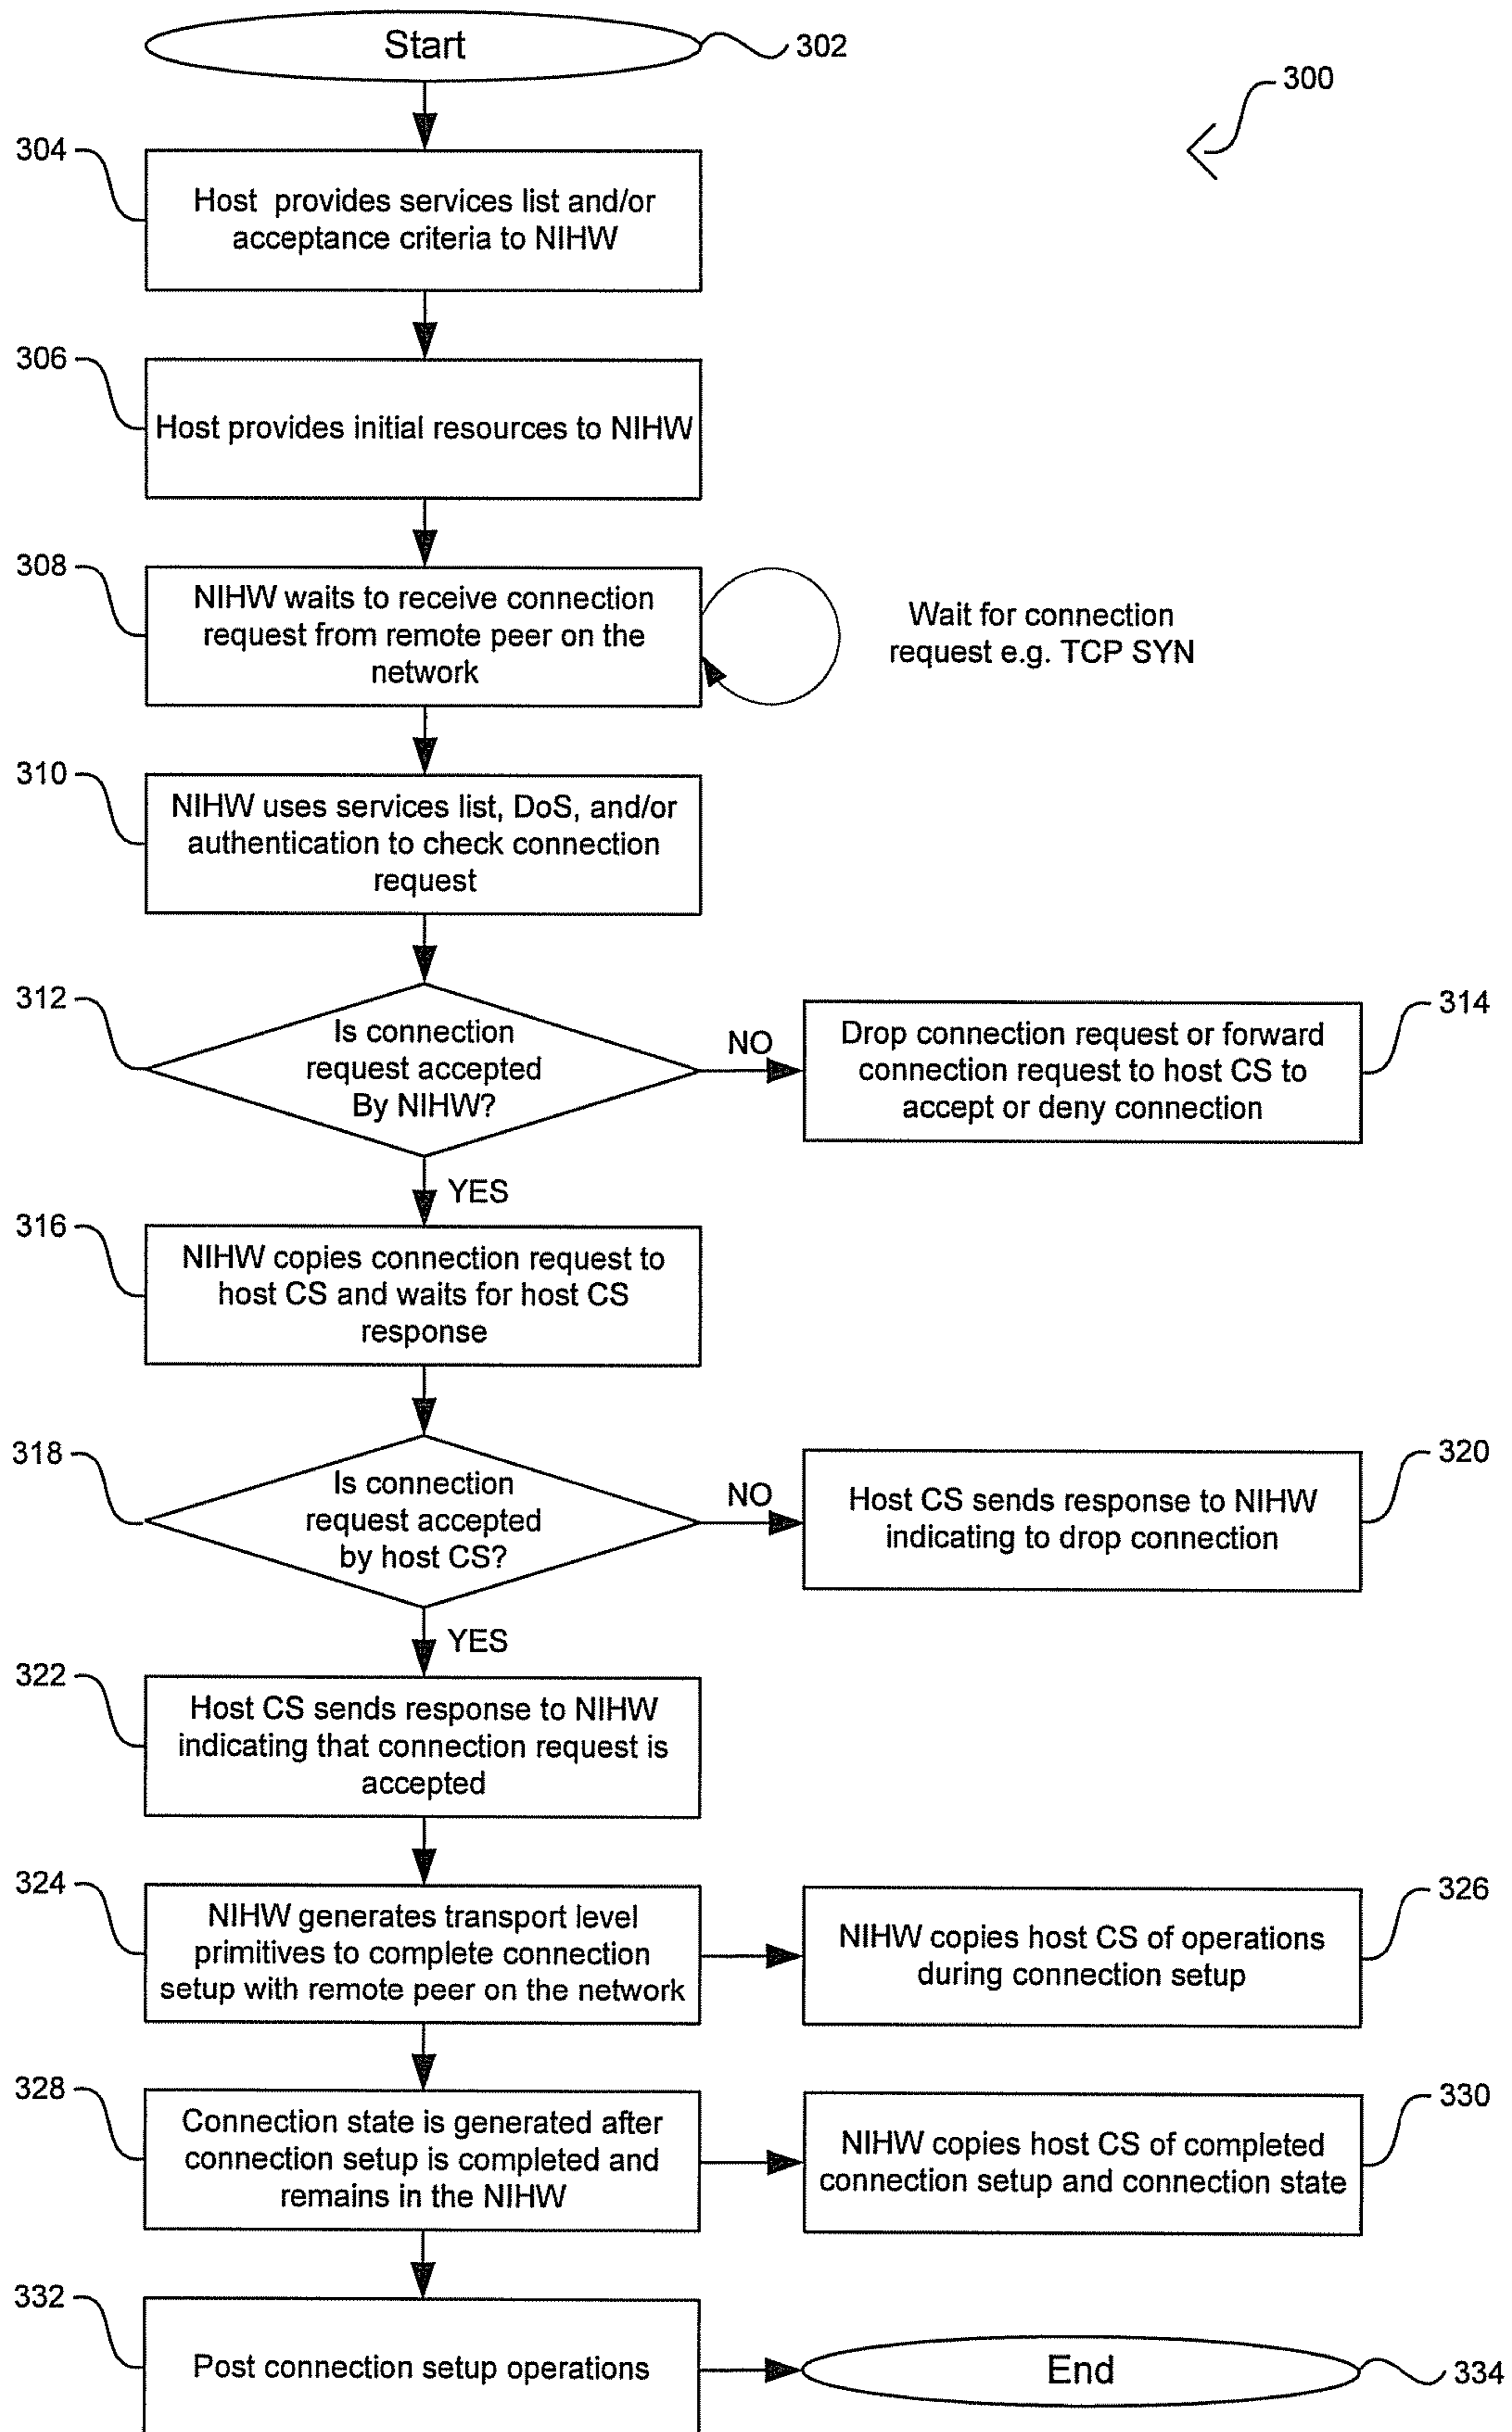 Start
302
300
304
Host provides services list and/or
acceptance criteria to NIHW
306
Host provides initial resources to NIHW
308
NIHW waits to receive connection
request from remote peer on the
network
Wait for connection
request e.g. TCP SYN
310
NIHW uses services list, DoS, and/or
authentication to check connection
request
312
Is connection
request accepted
By NIHW?
NO
Drop connection request or forward
connection request to host CS to
accept or deny connection
314
YES
316
NIHW copies connection request to
host CS and waits for host CS
response
318
Is connection
request accepted
by host CS?
NO
Host CS sends response to NIHW
indicating to drop connection
320
YES
322
Host CS sends response to NIHW
indicating that connection request is
accepted
324
NIHW generates transport level
primitives to complete connection
setup with remote peer on the network
NIHW copies host CS of operations
during connection setup
326
328
Connection state is generated after
connection setup is completed and
remains in the NIHW
NIHW copies host CS of completed
connection setup and connection state
330
332
Post connection setup operations
End
334